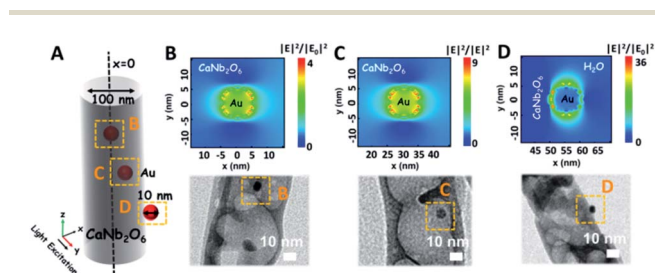 A
x=0
100 nm
B
C
Au
D
10 nm
CaNb2O6
z
x
y
Light Excitation
B
|E|²/|E0|²
CaNb2O6
4
Au
0
y (nm)
10
5
0
-5
-10
10 5 0 5 10
x (nm)
B
10 nm
C
|E|²/|E|²
CaNb2O6
9
Au
0
y (nm)
10
5
0
-5
-10
20 25 30 35 40
x (nm)
C
10 nm
D
|E|²/|E0|²
H2O
36
CaNb2O6
Au
0
y (nm)
10
5
0
-5
-10
45 50 55 60 65
x (nm)
D
10 nm